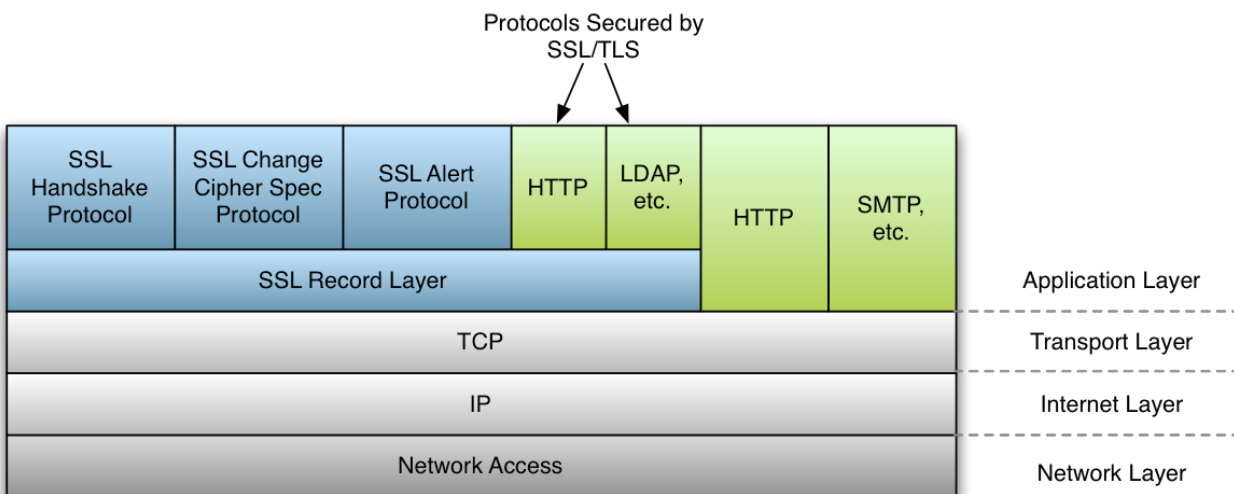 Protocols Secured by
SSL/TLS
SSL
Handshake
Protocol
SSL Change
Cipher Spec
Protocol
SSL Alert
Protocol
HTTP
LDAP,
etc.
HTTP
SMTP,
etc.
SSL Record Layer
Application Layer
TCP
Transport Layer
IP
Internet Layer
Network Access
Network Layer